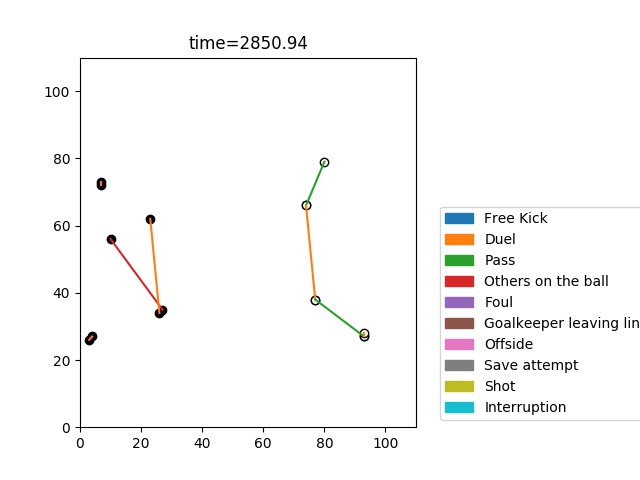 time=2850.94
100
80
60
40
20
0
0 20 40 60 80 100
Free Kick
Duel
Pass
Others on the ball
Foul
Goalkeeper leaving lin
Offside
Save attempt
Shot
Interruption